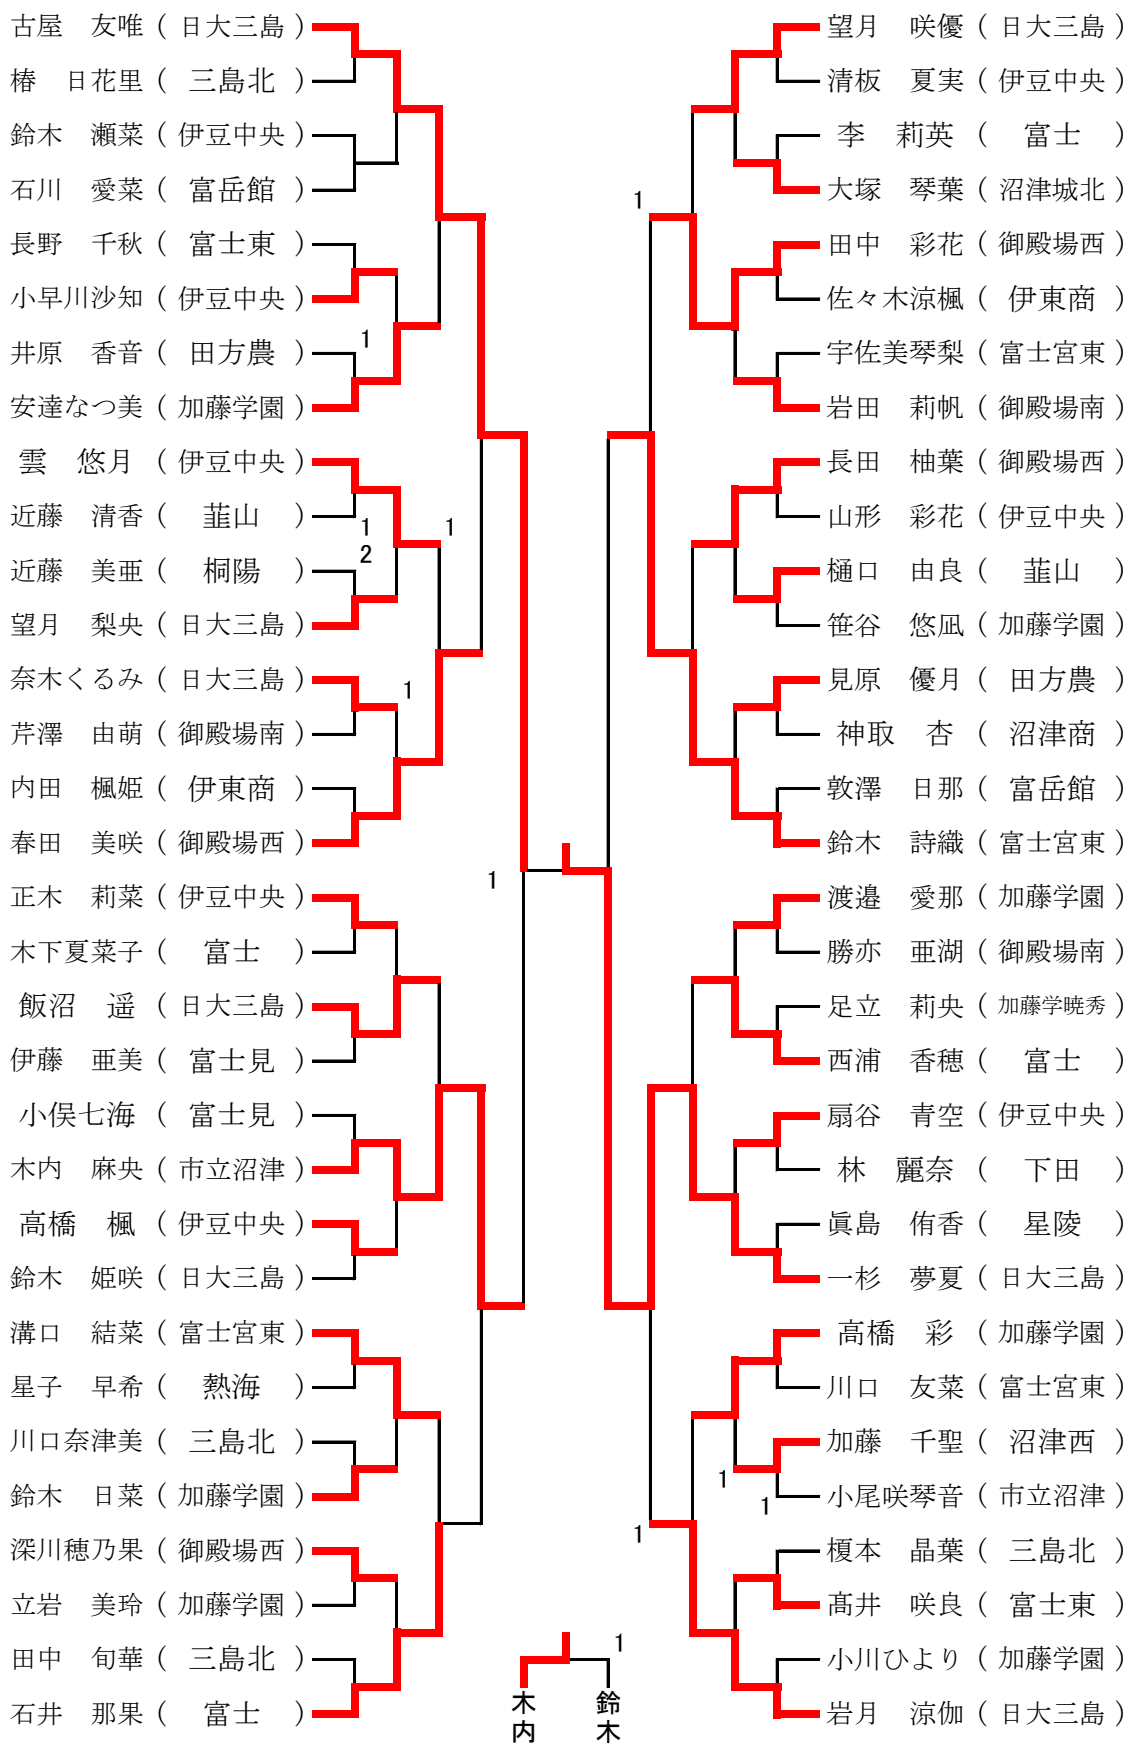 古屋　友唯（日大三島）
椿　日花里（三島北）
鈴木　瀬菜（伊豆中央）
石川　愛菜（富岳館）
長野　千秋（富士東）
小早川沙知（伊豆中央）
1
井原　香音（田方農）
安達なつ美（加藤学園）
雲　悠月（伊豆中央）
近藤　清香（韮山）
1
1
2
近藤　美亜（桐陽）
望月　梨央（日大三島）
奈木くるみ（日大三島）
1
芹澤　由萌（御殿場南）
内田　楓姫（伊東商）
春田　美咲（御殿場西）
1
正木　莉菜（伊豆中央）
木下夏菜子（富士）
飯沼　遥（日大三島）
伊藤　亜美（富士見）
小俣七海（富士見）
木内　麻央（市立沼津）
高橋　楓（伊豆中央）
鈴木　姫咲（日大三島）
溝口　結菜（富士宮東）
星子　早希（熱海）
川口奈津美（三島北）
鈴木　日菜（加藤学園）
深川穂乃果（御殿場西）
立岩　美玲（加藤学園）
田中　旬華（三島北）
石井　那果（富士）
望月　咲優（日大三島）
清板　夏実（伊豆中央）
李　莉英（富士）
大塚　琴葉（沼津城北）
1
田中　彩花（御殿場西）
佐々木涼楓（伊東商）
宇佐美琴梨（富士宮東）
岩田　莉帆（御殿場南）
長田　柚葉（御殿場西）
山形　彩花（伊豆中央）
樋口　由良（韮山）
笹谷　悠凪（加藤学園）
見原　優月（田方農）
神取　杏（沼津商）
敦澤　日那（富岳館）
鈴木　詩織（富士宮東）
渡邉　愛那（加藤学園）
勝亦　亜湖（御殿場南）
足立　莉央（加藤学暁秀）
西浦　香穂（富士）
扇谷　青空（伊豆中央）
林　麗奈（下田）
眞島　侑香（星陵）
一杉　夢夏（日大三島）
高橋　彩（加藤学園）
川口　友菜（富士宮東）
加藤　千聖（沼津西）
1
1
小尾咲琴音（市立沼津）
1
榎本　晶葉（三島北）
髙井　咲良（富士東）
小川ひより（加藤学園）
岩月　涼伽（日大三島）
1
木内
鈴木